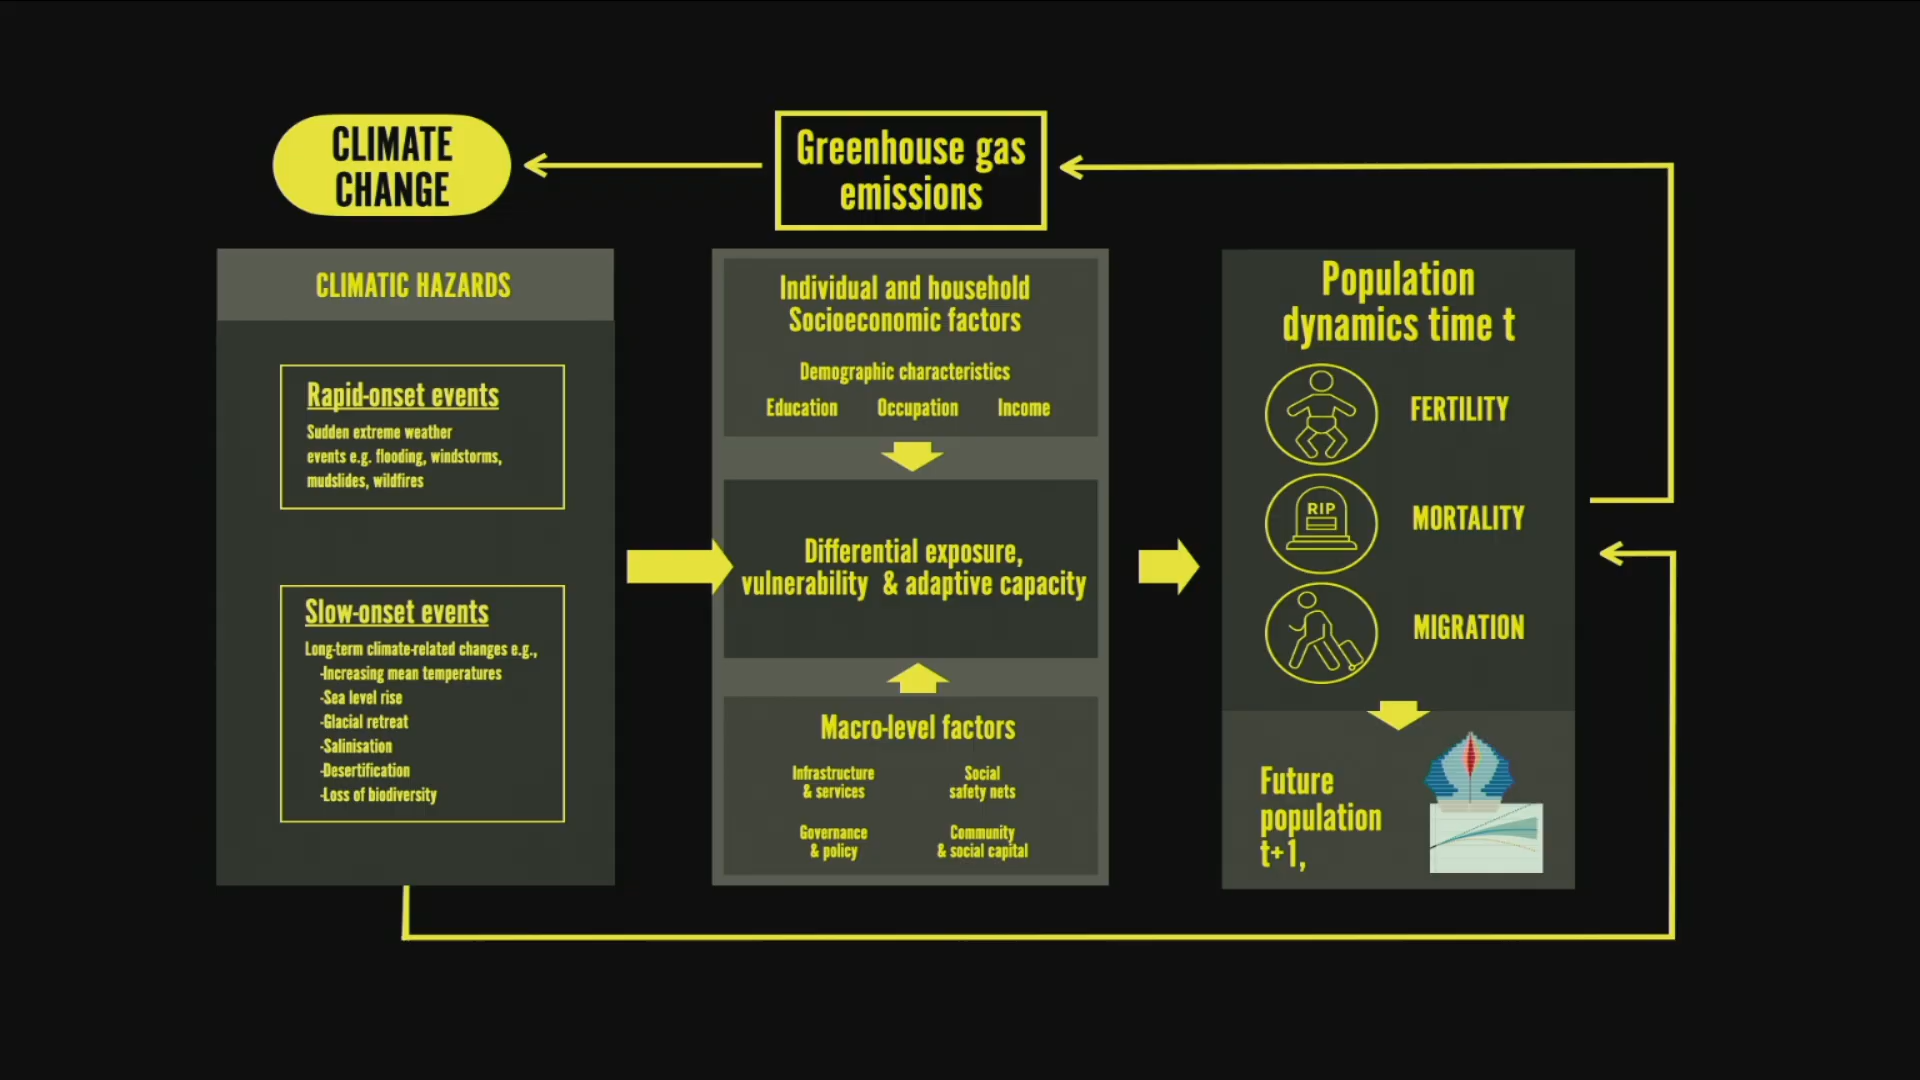 CLIMATE
CHANGE
Greenhouse gas
emissions
CLIMATIC HAZARDS
Rapid-onset events
Sudden extreme weather
events e.g. flooding, windstorms,
mudslides, wildfires
Slow-onset events
Long-term climate-related changes e.g.,
-Increasing mean temperatures
-Sea level rise
-Glacial retreat
-Salinisation
-Desertification
-Loss of biodiversity
Individual and household
Socioeconomic factors
Demographic characteristics
Education Occupation Income
Differential exposure,
vulnerability & adaptive capacity
Macro-level factors
Infrastructure
& services
Social
safety nets
Governance
& policy
Community
& social capital
Population
dynamics time t
FERTILITY
RIP
MORTALITY
MIGRATION
Future
population
t+1,